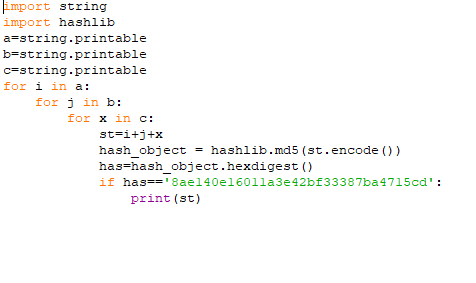 import string
import hashlib
a=string.printable
b=string.printable
c=string.printable
for i in a:
    for j in b:
        for x in c:
            st=i+j+x
            hash_object = hashlib.md5(st.encode())
            has=hash_object.hexdigest()
            if has=='8ae140e16011a3e42bf33387ba4715cd':
                print(st)